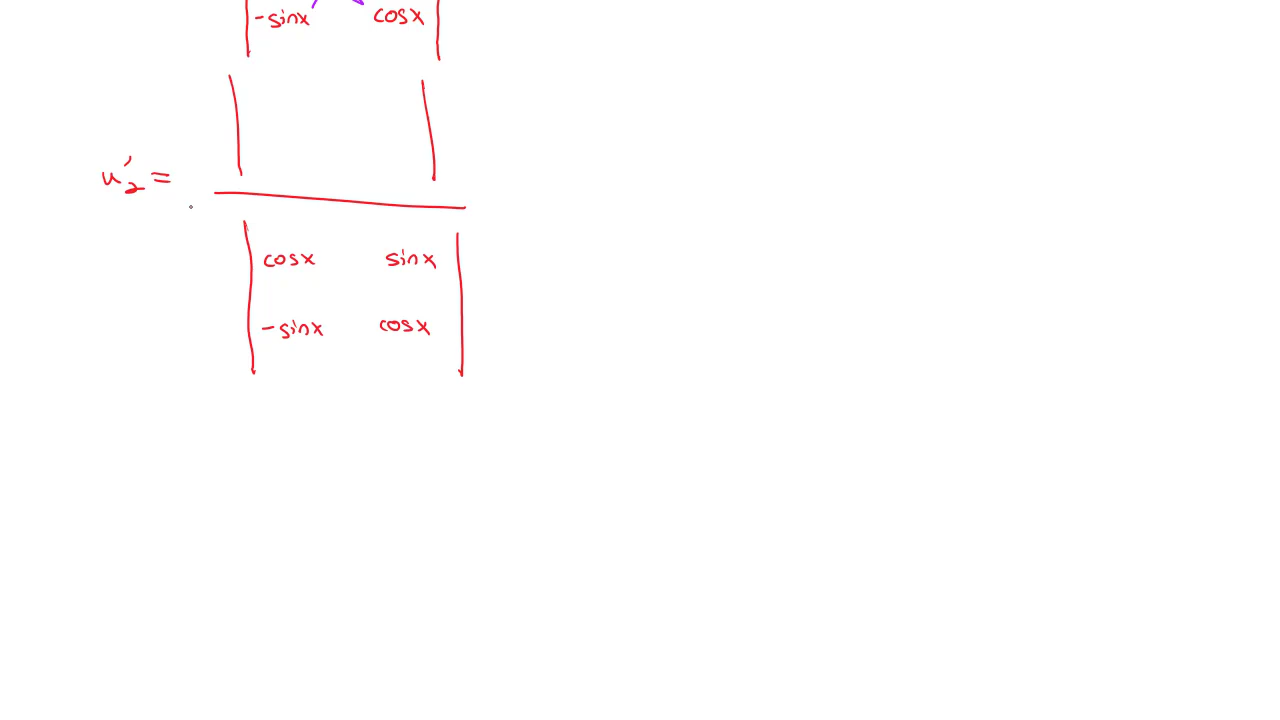 -sinx cosx
u₂' =
cosx sinx
-sinx cosx